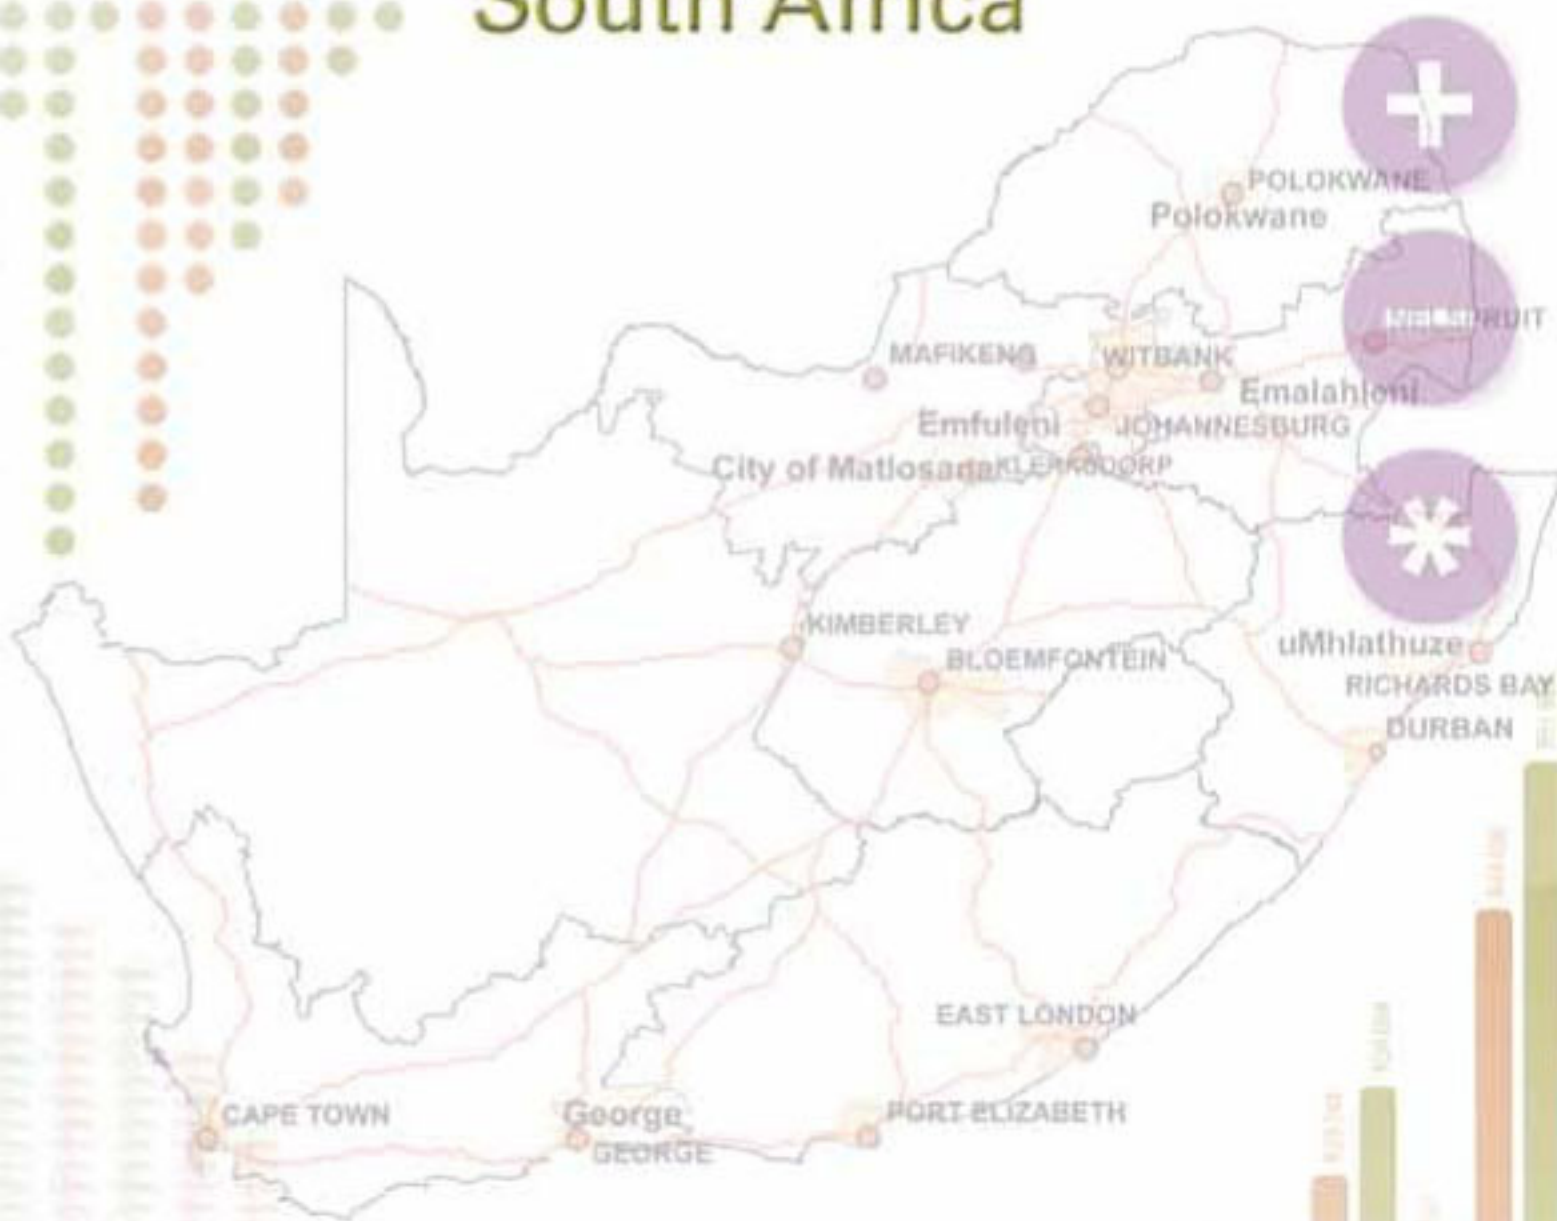 South Africa
POLOKWANE
Polokwane
MAFIKENG
WITBANK
Emalahleni
Emfuleni
JOHANNESBURG
City of Matlosana
KLERKSDORP
KIMBERLEY
BLOEMFONTEIN
uMhlathuze
RICHARDS BAY
DURBAN
EAST LONDON
CAPE TOWN
George
PORT ELIZABETH
GEORGE